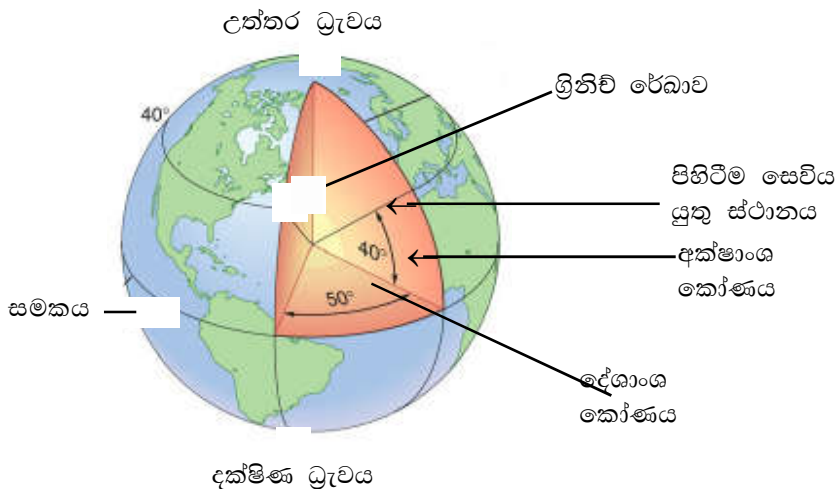 උත්තර ධ්‍රැවය
ග්‍රිනිච් රේඛාව
40°
පිහිටීම සෙවිය
යුතු ස්ථානය
40°
අක්ෂාංශ
කෝණය
50°
සමකය
දේශාංශ
කෝණය
දක්ෂිණ ධ්‍රැවය